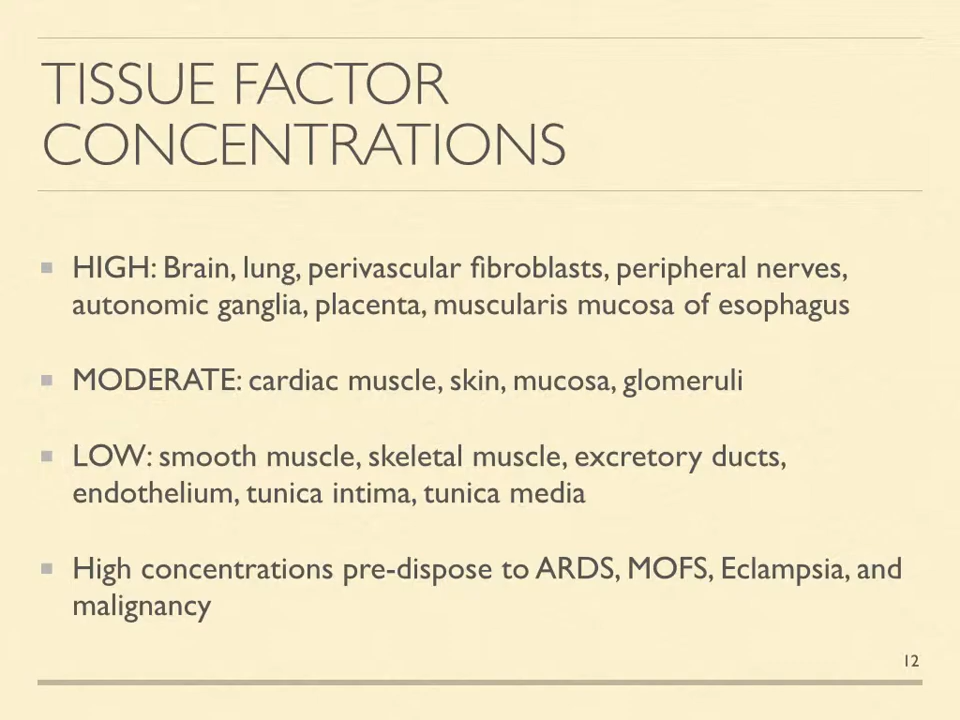 TISSUE FACTOR
CONCENTRATIONS
HIGH: Brain, lung, perivascular fibroblasts, peripheral nerves,
autonomic ganglia, placenta, muscularis mucosa of esophagus
MODERATE: cardiac muscle, skin, mucosa, glomeruli
LOW: smooth muscle, skeletal muscle, excretory ducts,
endothelium, tunica intima, tunica media
High concentrations pre-dispose to ARDS, MOFS, Eclampsia, and
malignancy
12